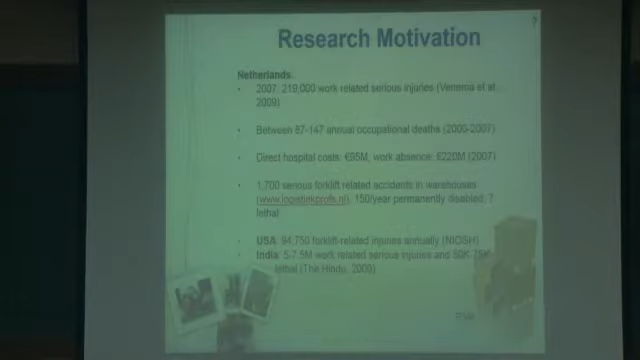 Research Motivation
Netherlands
• 2007: 219,000 work related serious injuries (Venema et al.,
2009)
• Between 87-147 annual occupational deaths (2000-2007)
• Direct hospital costs: €85M, work absence: €220M (2007)
• 1,700 serious forklift related accidents in warehouses
(www.logistiekprofs.nl), 150/year permanently disabled, 7
lethal
• USA: 94,750 forklift-related injuries annually (NIOSH)
• India: 5-7.5M work related serious injuries and 50K-75K
lethal (The Hindu, 2000)